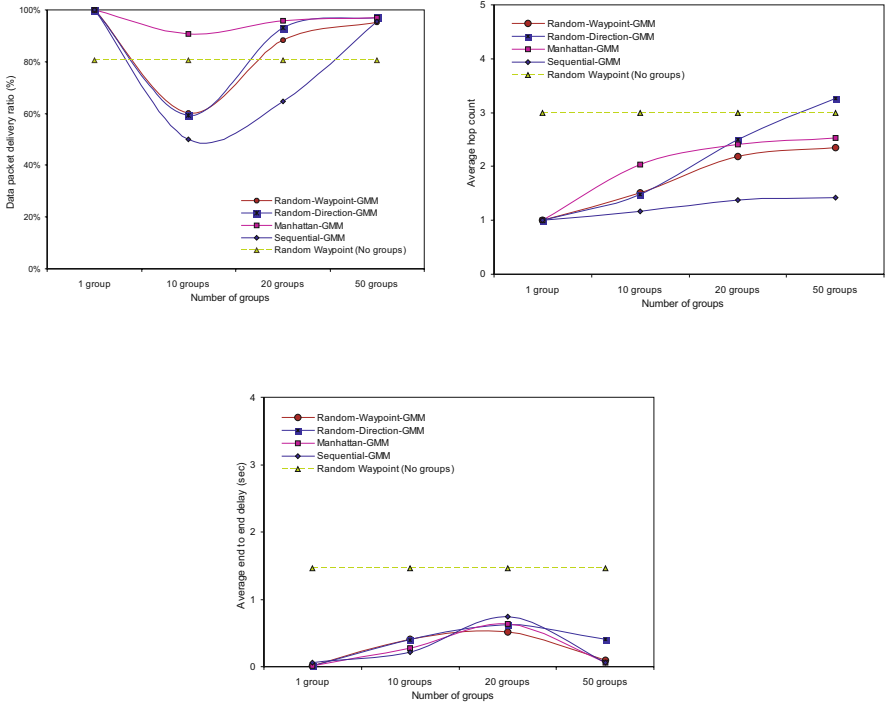 Data packet delivery ratio (%)
100%
80%
60%
40%
20%
0%
Random-Waypoint-GMM
Random-Direction-GMM
Manhattan-GMM
Sequential-GMM
Random Waypoint (No groups)
1 group
10 groups
20 groups
50 groups
Number of groups
Average hop count
5
4
3
2
1
0
Random-Waypoint-GMM
Random-Direction-GMM
Manhattan-GMM
Sequential-GMM
Random Waypoint (No groups)
1 group
10 groups
20 groups
50 groups
Number of groups
Average end to end delay (sec)
4
3
2
1
0
Random-Waypoint-GMM
Random-Direction-GMM
Manhattan-GMM
Sequential-GMM
Random Waypoint (No groups)
1 group
10 groups
20 groups
50 groups
Number of groups